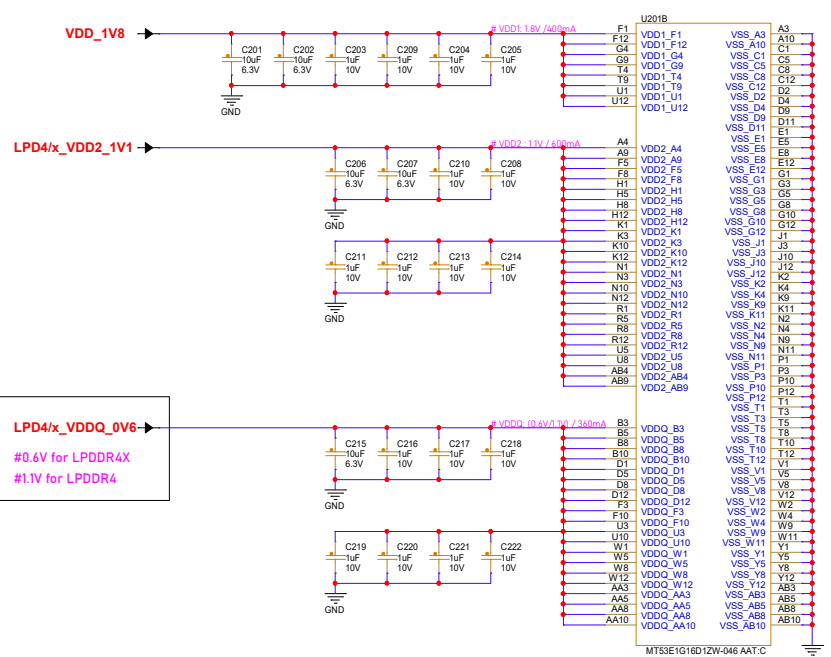 U201B
VDD_1V8
# VDD1: 1.8V /400mA
C201 10uF 6.3V
C202 10uF 6.3V
C203 1uF 10V
C209 1uF 10V
C204 1uF 10V
C205 1uF 10V
GND
F1 VDD1_F1
F12 VDD1_F12
G4 VDD1_G4
G9 VDD1_G9
T4 VDD1_T4
T9 VDD1_T9
U1 VDD1_U1
U12 VDD1_U12
LPD4/x_VDD2_1V1
# VDD2 : 1.1V / 600mA
C206 10uF 6.3V
C207 10uF 6.3V
C210 1uF 10V
C208 1uF 10V
GND
C211 1uF 10V
C212 1uF 10V
C213 1uF 10V
C214 1uF 10V
GND
A4 VDD2_A4
A9 VDD2_A9
F5 VDD2_F5
F8 VDD2_F8
H1 VDD2_H1
H5 VDD2_H5
H8 VDD2_H8
H12 VDD2_H12
K1 VDD2_K1
K3 VDD2_K3
K10 VDD2_K10
K12 VDD2_K12
N1 VDD2_N1
N3 VDD2_N3
N10 VDD2_N10
N12 VDD2_N12
R1 VDD2_R1
R5 VDD2_R5
R8 VDD2_R8
R12 VDD2_R12
U5 VDD2_U5
U8 VDD2_U8
AB4 VDD2_AB4
AB9 VDD2_AB9
LPD4/x_VDDQ_0V6
#0.6V for LPDDR4X
#1.1V for LPDDR4
# VDDQ: (0.6V/1.1V) / 360mA
C215 10uF 6.3V
C216 1uF 10V
C217 1uF 10V
C218 1uF 10V
GND
C219 1uF 10V
C220 1uF 10V
C221 1uF 10V
C222 1uF 10V
GND
B3 VDDQ_B3
B5 VDDQ_B5
B8 VDDQ_B8
B10 VDDQ_B10
D1 VDDQ_D1
D5 VDDQ_D5
D8 VDDQ_D8
D12 VDDQ_D12
F3 VDDQ_F3
F10 VDDQ_F10
U3 VDDQ_U3
U10 VDDQ_U10
W1 VDDQ_W1
W5 VDDQ_W5
W8 VDDQ_W8
W12 VDDQ_W12
AA3 VDDQ_AA3
AA5 VDDQ_AA5
AA8 VDDQ_AA8
AA10 VDDQ_AA10
VSS_A3 A3
VSS_A10 A10
VSS_C1 C1
VSS_C5 C5
VSS_C8 C8
VSS_C12 C12
VSS_D2 D2
VSS_D4 D4
VSS_D9 D9
VSS_D11 D11
VSS_E1 E1
VSS_E5 E5
VSS_E8 E8
VSS_E12 E12
VSS_G1 G1
VSS_G3 G3
VSS_G5 G5
VSS_G8 G8
VSS_G10 G10
VSS_G12 G12
VSS_J1 J1
VSS_J3 J3
VSS_J10 J10
VSS_J12 J12
VSS_K2 K2
VSS_K4 K4
VSS_K9 K9
VSS_K11 K11
VSS_N2 N2
VSS_N4 N4
VSS_N9 N9
VSS_N11 N11
VSS_P1 P1
VSS_P3 P3
VSS_P10 P10
VSS_P12 P12
VSS_T1 T1
VSS_T3 T3
VSS_T5 T5
VSS_T8 T8
VSS_T10 T10
VSS_T12 T12
VSS_V1 V1
VSS_V5 V5
VSS_V8 V8
VSS_V12 V12
VSS_W2 W2
VSS_W4 W4
VSS_W9 W9
VSS_W11 W11
VSS_Y1 Y1
VSS_Y5 Y5
VSS_Y8 Y8
VSS_Y12 Y12
VSS_AB3 AB3
VSS_AB5 AB5
VSS_AB8 AB8
VSS_AB10 AB10
MT53E1G16D1ZW-046 AAT:C